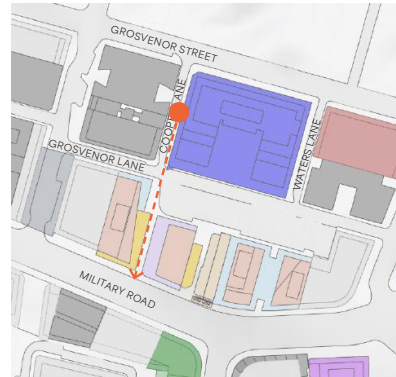 GROSVENOR STREET
COOPER LANE
WATERS LANE
GROSVENOR LANE
MILITARY ROAD